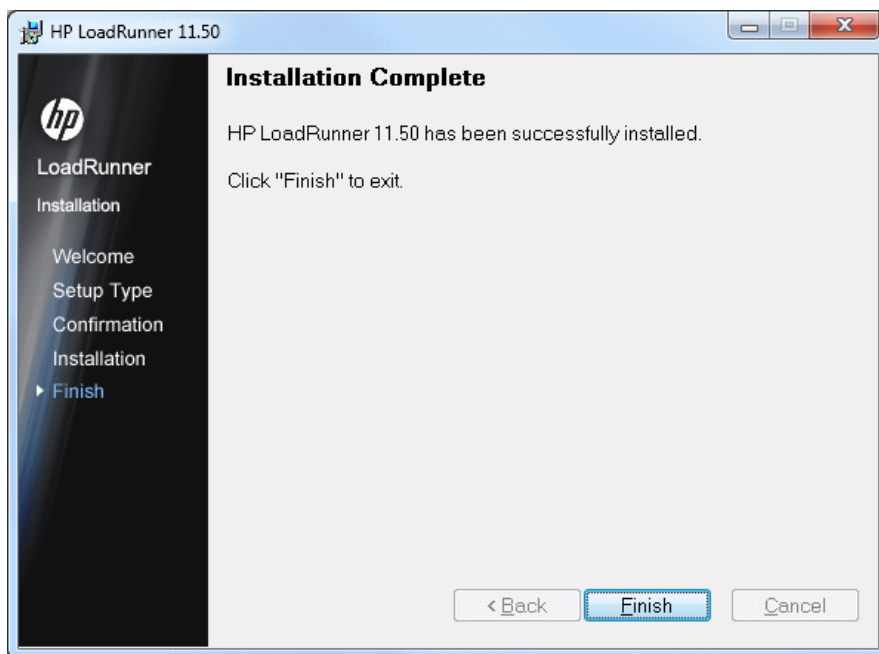 HP LoadRunner 11.50
hp
LoadRunner
Installation
Welcome
Setup Type
Confirmation
Installation
Finish
Installation Complete
HP LoadRunner 11.50 has been successfully installed.
Click "Finish" to exit.
< Back
Finish
Cancel